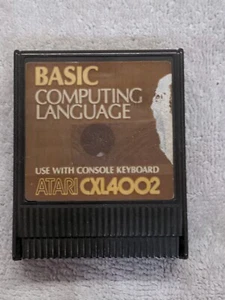 BASIC
COMPUTING
LANGUAGE
USE WITH CONSOLE KEYBOARD
ATARI CXL4002